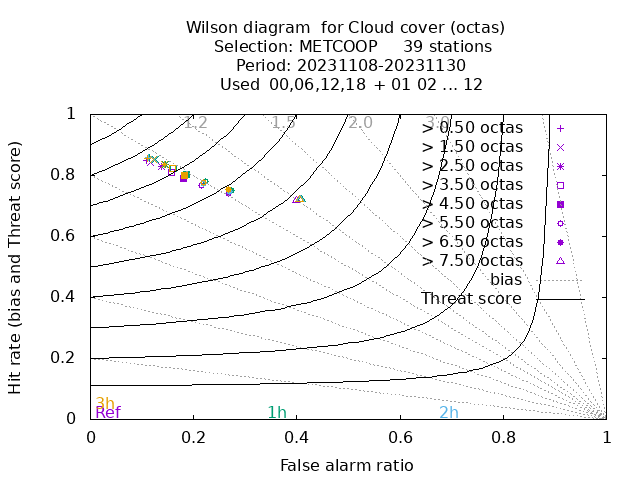 Wilson diagram  for Cloud cover (octas)
Selection: METCOOP     39 stations
Period: 20231108-20231130
Used  00,06,12,18  + 01 02 ... 12
Hit rate (bias and Threat score)
1
0.8
0.6
0.4
0.2
0
1.2
1.5
2.0
3.0
> 0.50 octas
> 1.50 octas
> 2.50 octas
> 3.50 octas
> 4.50 octas
> 5.50 octas
> 6.50 octas
> 7.50 octas
bias
Threat score
3h
Ref
1h
2h
0
0.2
0.4
0.6
0.8
1
False alarm ratio